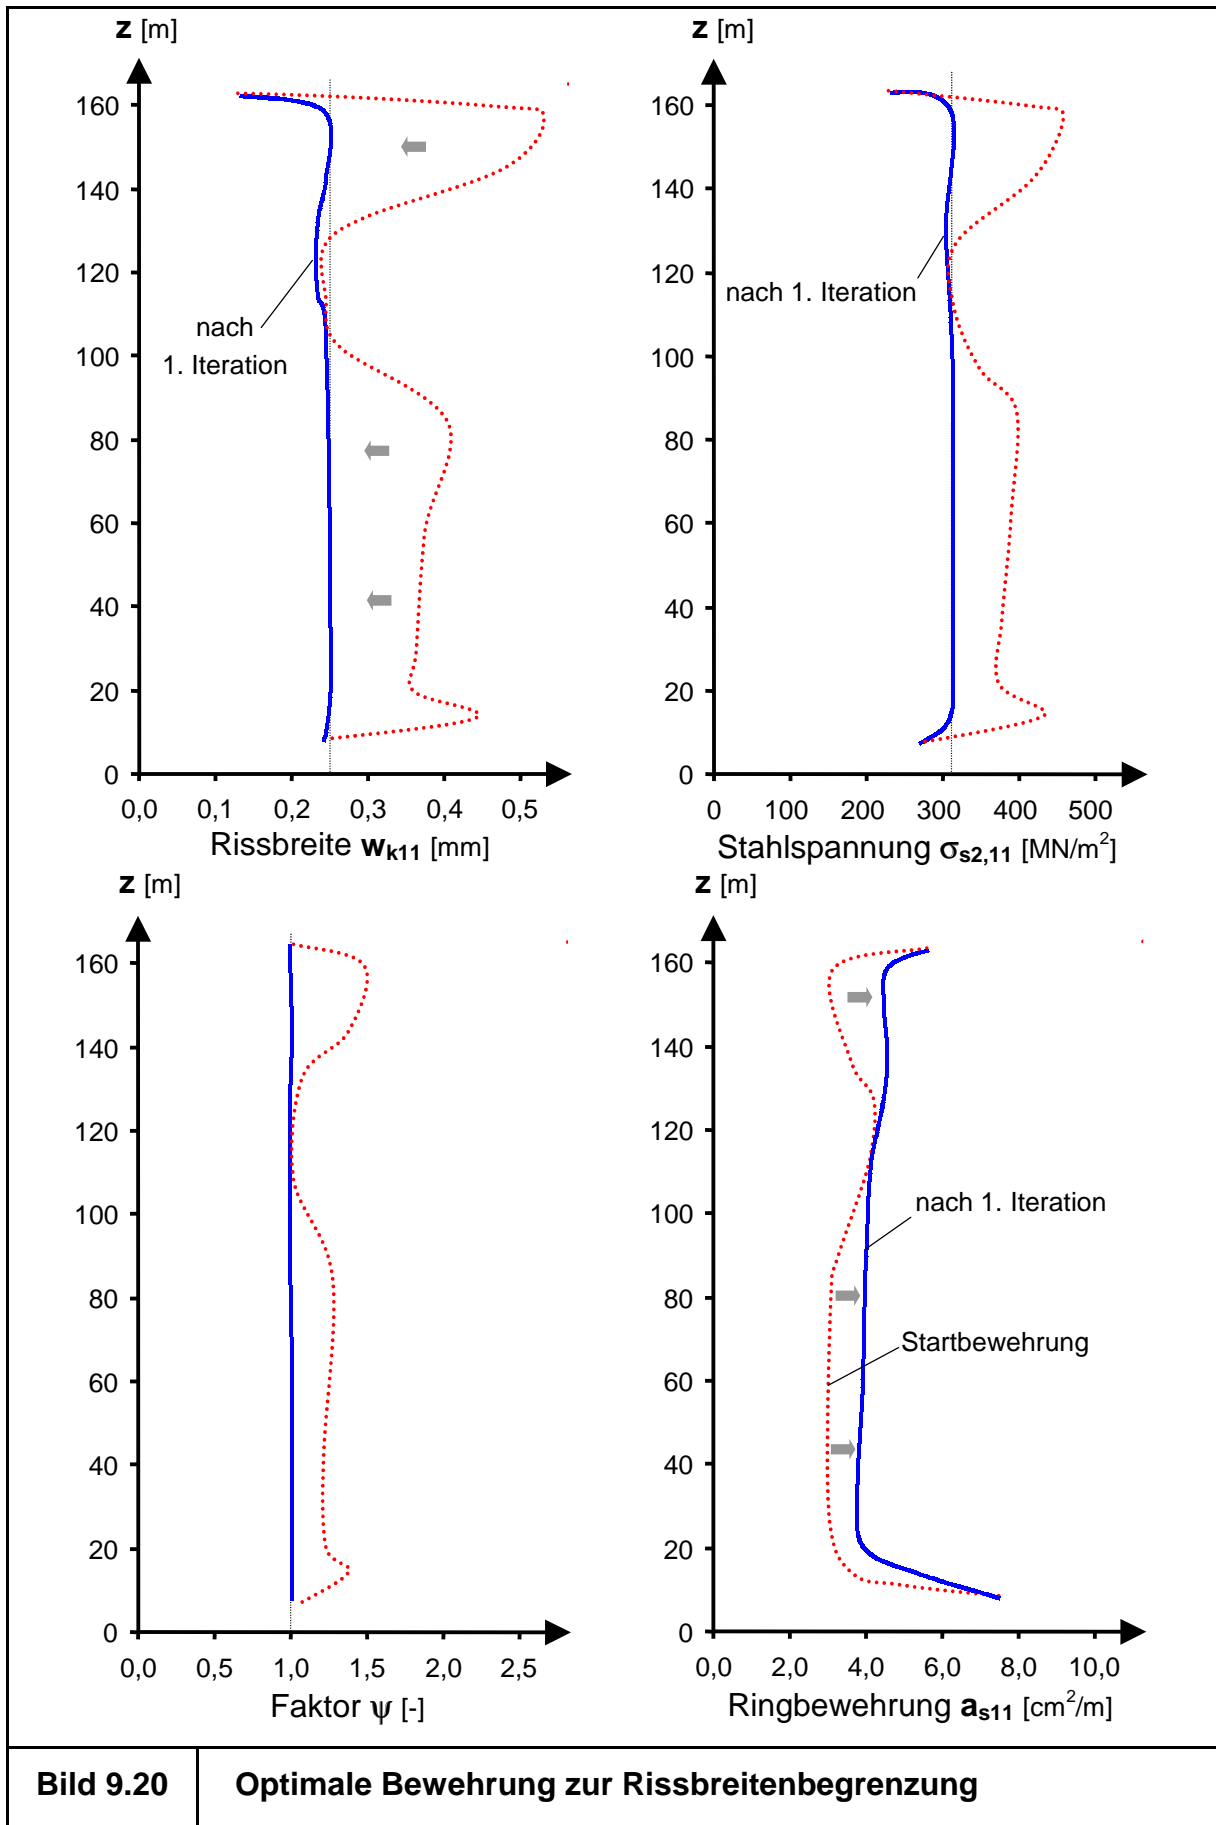 z [m]
160
140
120
100
80
60
40
20
0
0,0 0,1 0,2 0,3 0,4 0,5
nach
1. Iteration
Rissbreite wk11 [mm]
z [m]
160
140
120
100
80
60
40
20
0
0 100 200 300 400 500
nach 1. Iteration
Stahlspannung σs2,11 [MN/m²]
z [m]
160
140
120
100
80
60
40
20
0
0,0 0,5 1,0 1,5 2,0 2,5
Faktor ψ [-]
z [m]
160
140
120
100
80
60
40
20
0
0,0 2,0 4,0 6,0 8,0 10,0
nach 1. Iteration
Startbewehrung
Ringbewehrung as11 [cm²/m]
Bild 9.20 Optimale Bewehrung zur Rissbreitenbegrenzung